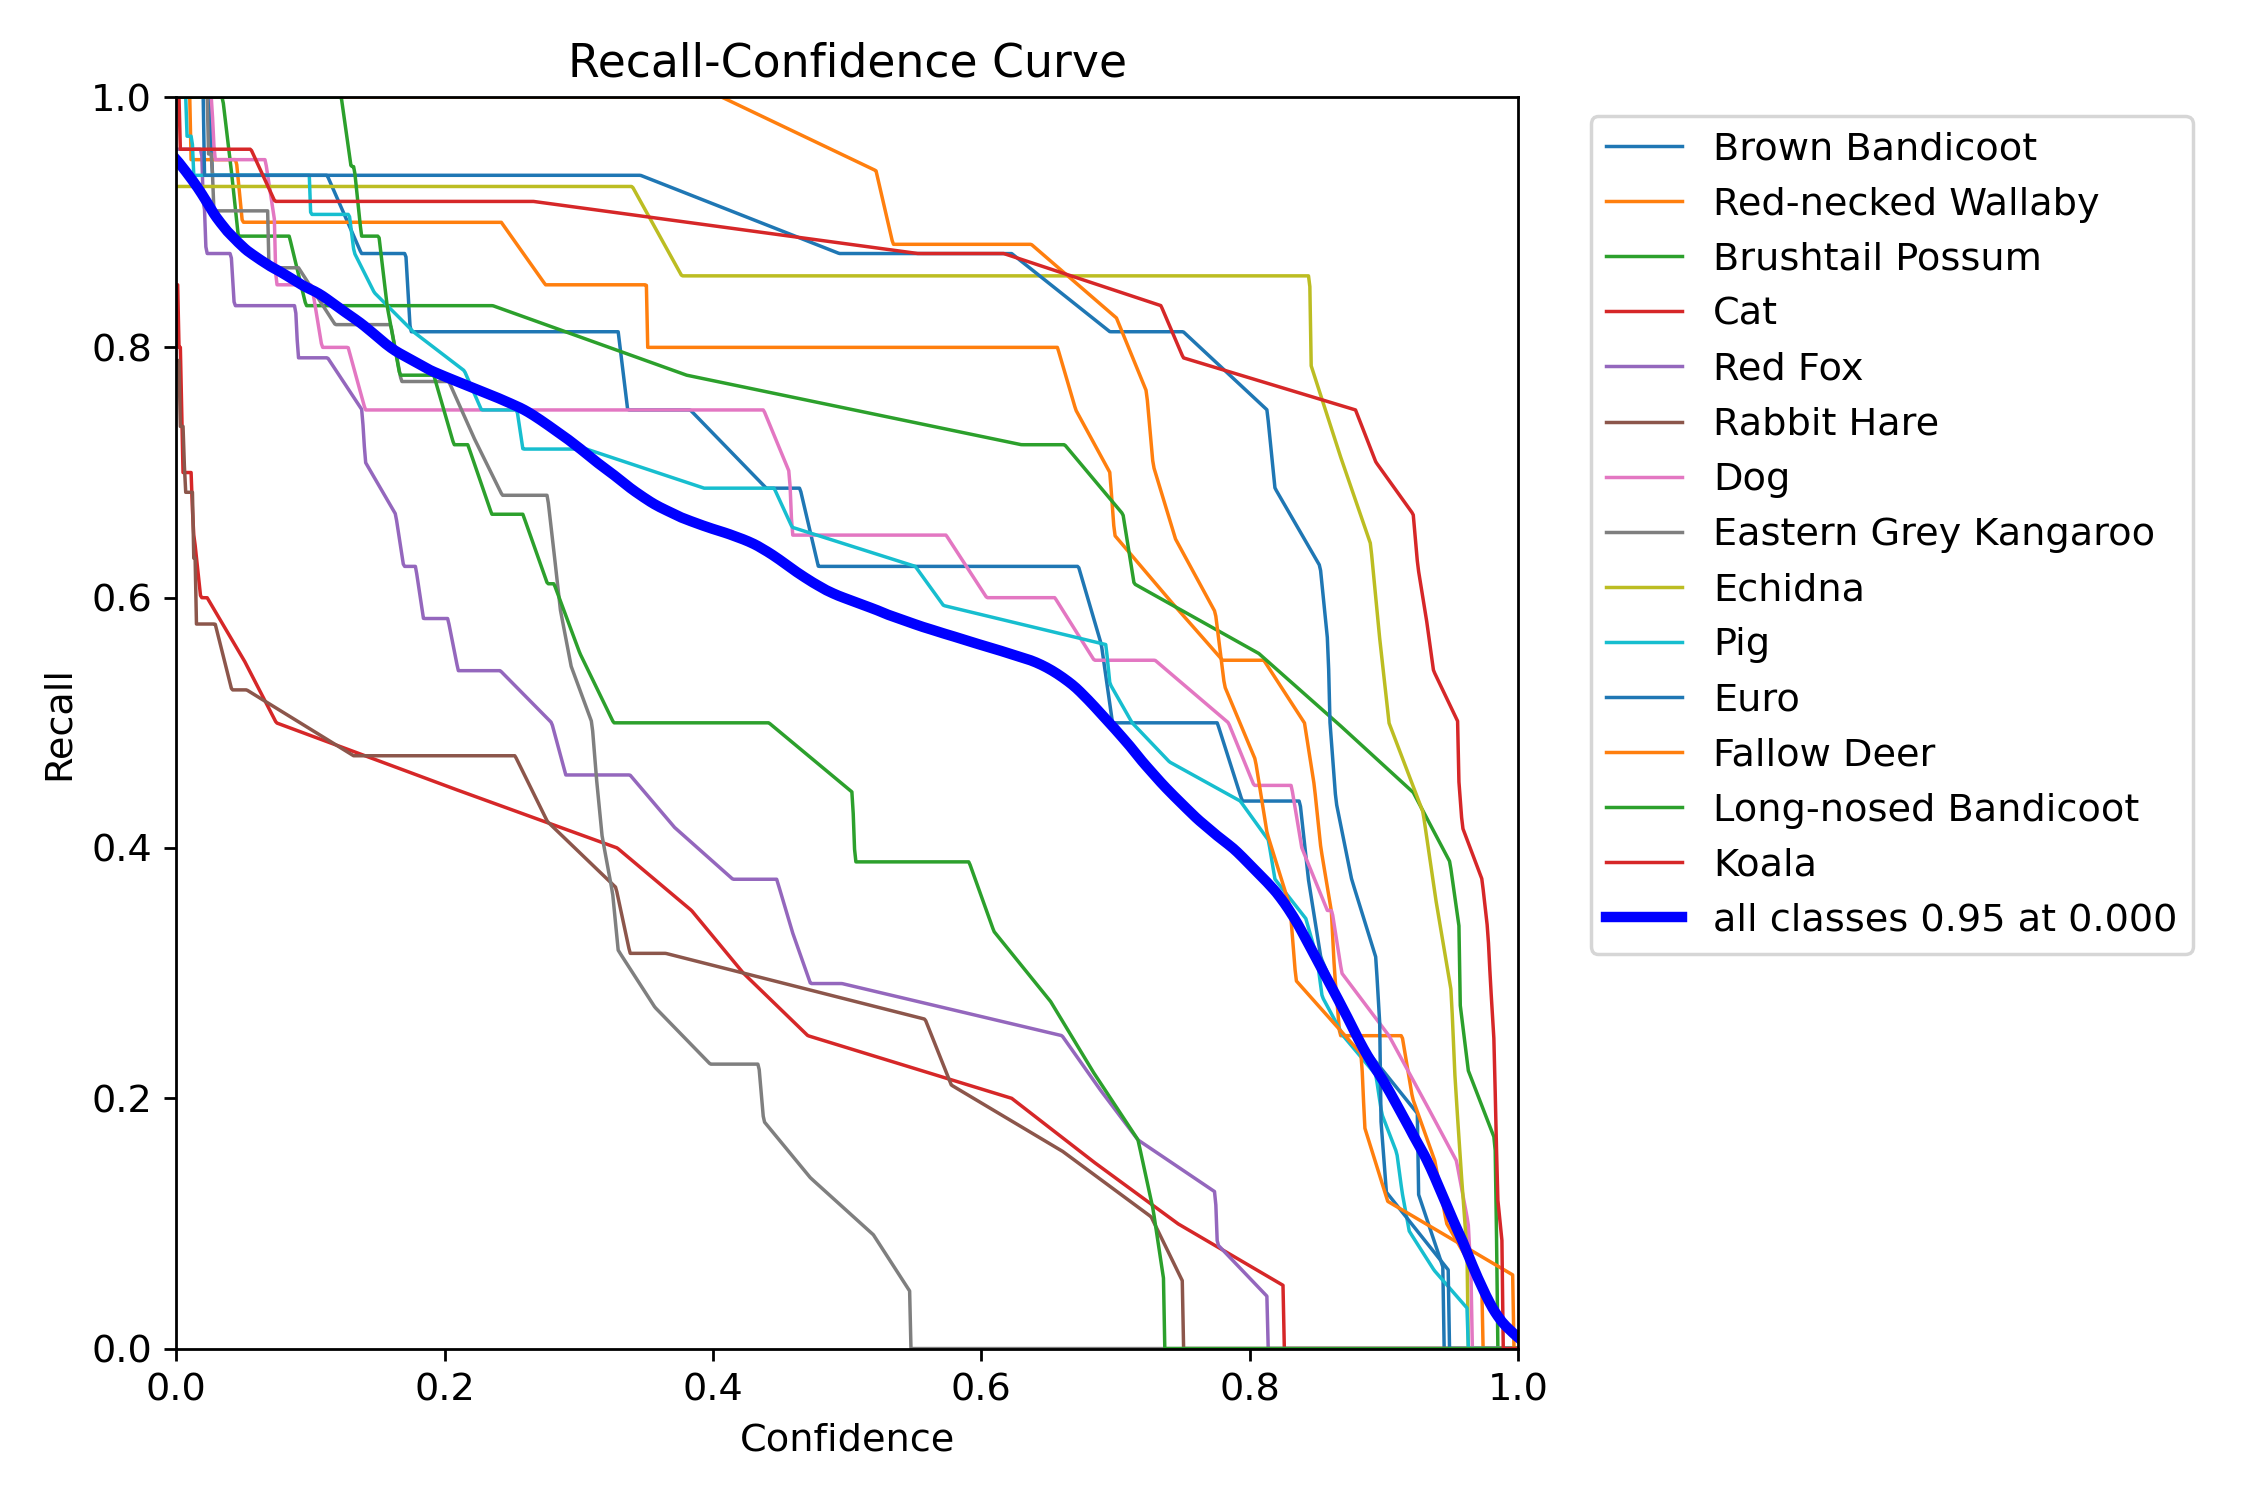 Recall-Confidence Curve
1.0
0.8
0.6
0.4
0.2
0.0
Recall
0.0 0.2 0.4 0.6 0.8 1.0
Confidence
Brown Bandicoot
Red-necked Wallaby
Brushtail Possum
Cat
Red Fox
Rabbit Hare
Dog
Eastern Grey Kangaroo
Echidna
Pig
Euro
Fallow Deer
Long-nosed Bandicoot
Koala
all classes 0.95 at 0.000